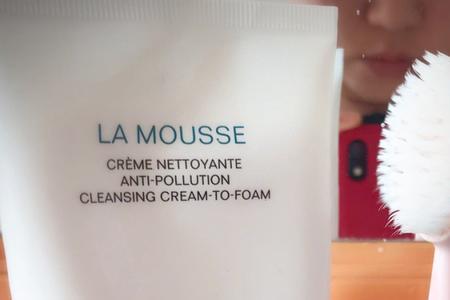 LA MOUSSE
CRÈME NETTOYANTE
ANTI-POLLUTION
CLEANSING CREAM-TO-FOAM